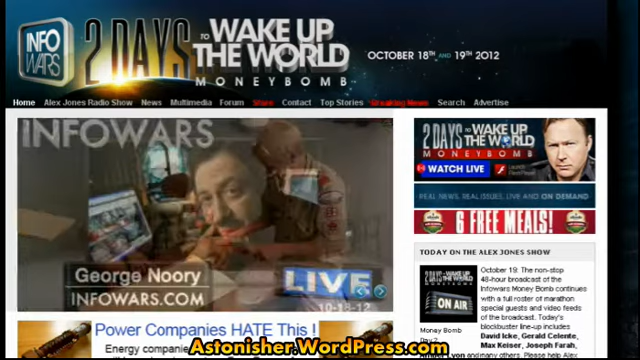 INFO
WARS
2 DAYS TO WAKE UP
THE WORLD
MONEYBOMB
OCTOBER 18TH AND 19TH 2012
Home Alex Jones Radio Show News Multimedia Forum Store Contact Top Stories Breaking News Search Advertise
INFOWARS
George Noory
INFOWARS.COM
LIVE
10-18-12
2 DAYS TO WAKE UP
THE WORLD
MONEYBOMB
WATCH LIVE
REAL NEWS, REAL ISSUES, LIVE AND ON DEMAND
6 FREE MEALS!
TODAY ON THE ALEX JONES SHOW
ON AIR
October 19: The non-stop
48-hour broadcast of the
Infowars Money Bomb continues
with a full roster of marathon
special guests and video feeds
of the broadcast. Today's
blockbuster line-up includes
David Icke, Gerald Celente,
Max Keiser, Joseph Farah,
Lyon and many others. Please help Alex
Money Bomb
Power Companies HATE This !
Energy compani
Astonisher.WordPress.com